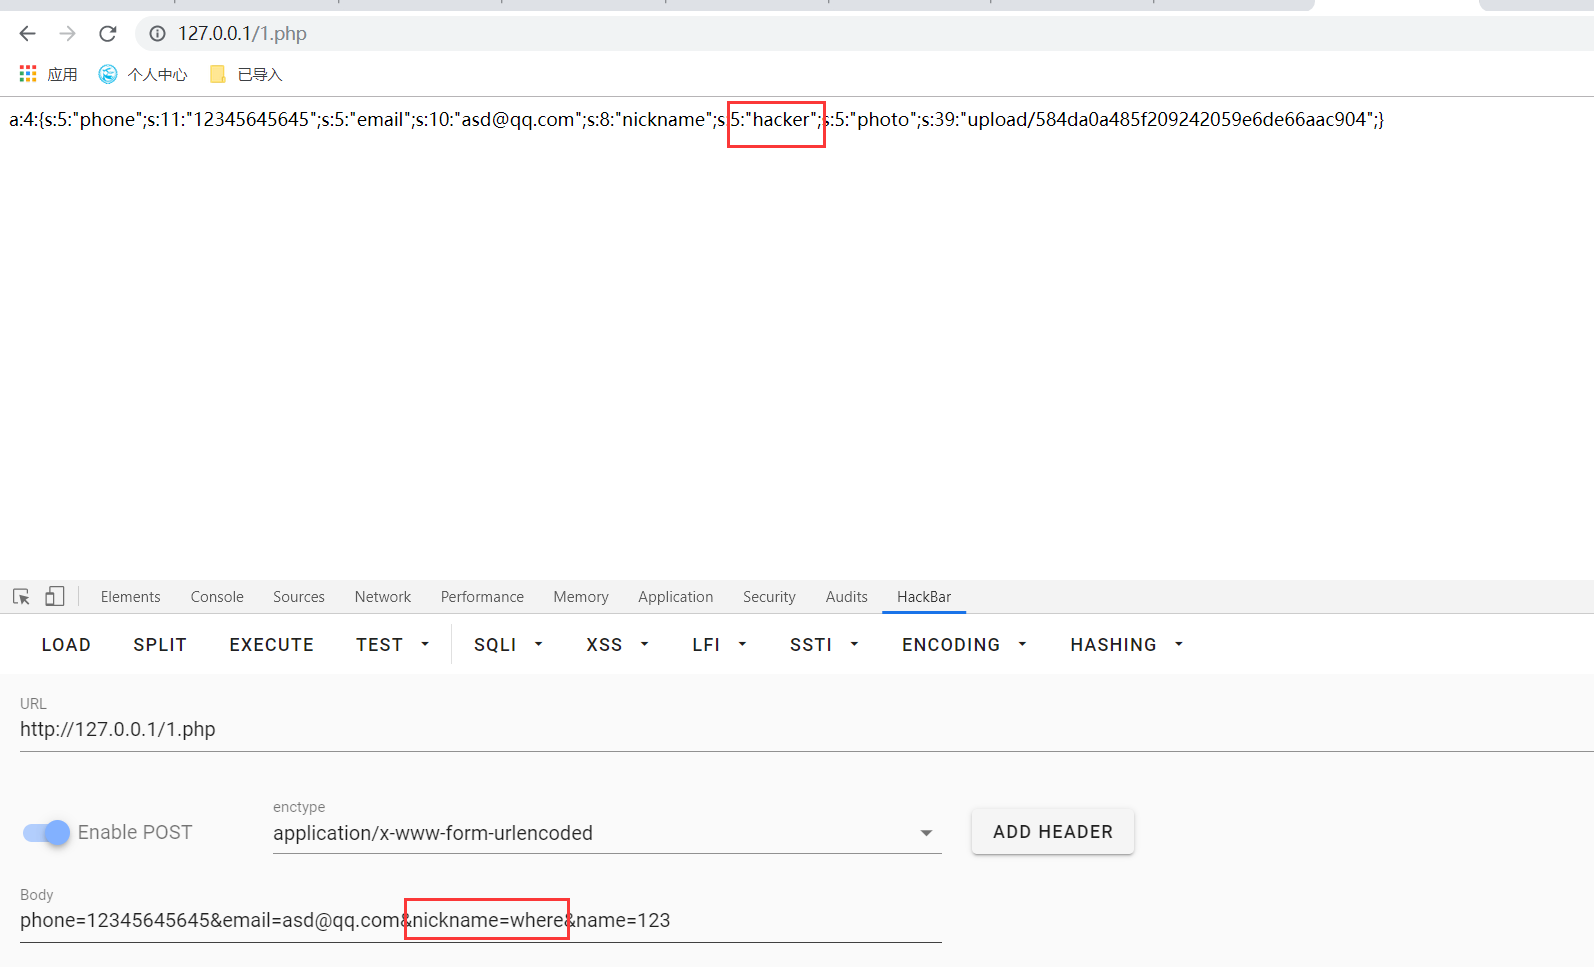 127.0.0.1/1.php
应用 个人中心 已导入
a:4:{s:5:"phone";s:11:"12345645645";s:5:"email";s:10:"asd@qq.com";s:8:"nickname";s:5:"hacker";s:5:"photo";s:39:"upload/584da0a485f209242059e6de66aac904";}
Elements Console Sources Network Performance Memory Application Security Audits HackBar
LOAD SPLIT EXECUTE TEST SQLI XSS LFI SSTI ENCODING HASHING
URL
http://127.0.0.1/1.php
enctype
Enable POST application/x-www-form-urlencoded ADD HEADER
Body
phone=12345645645&email=asd@qq.com&nickname=where&name=123